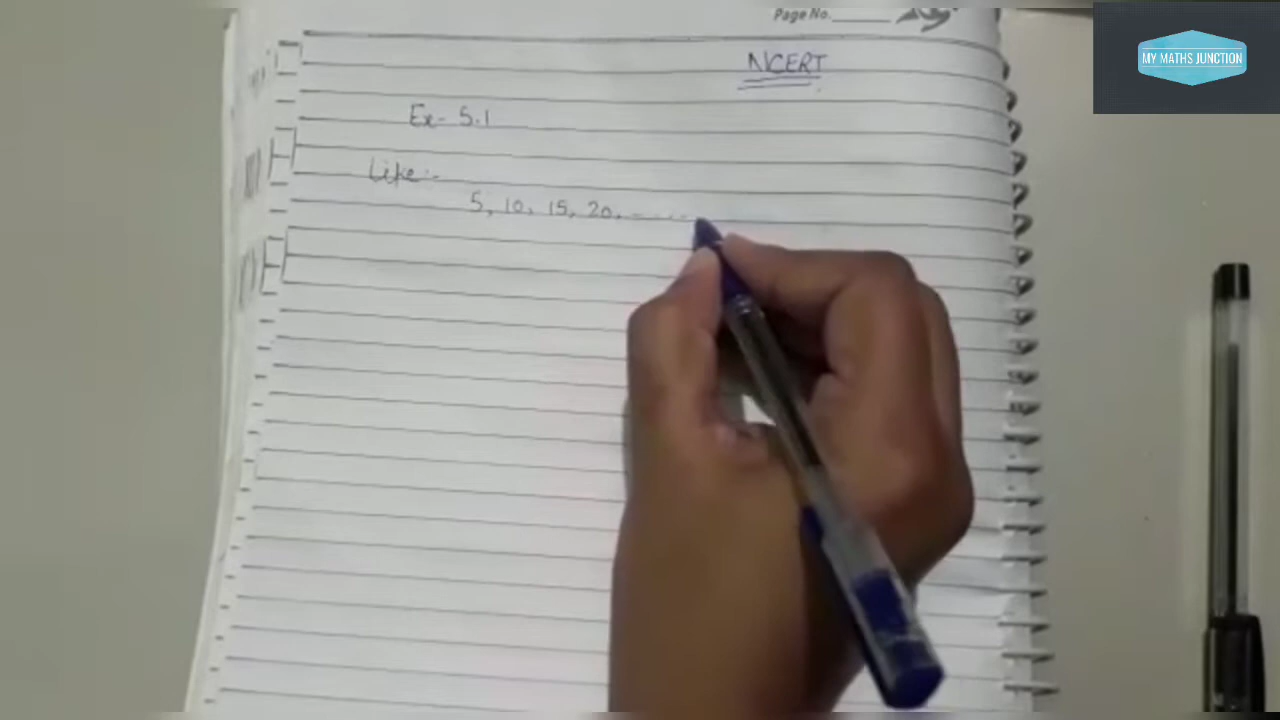 Page No.
MY MATHS JUNCTION
NCERT
Ex- 5.1
Like:-
5, 10, 15, 20, ......